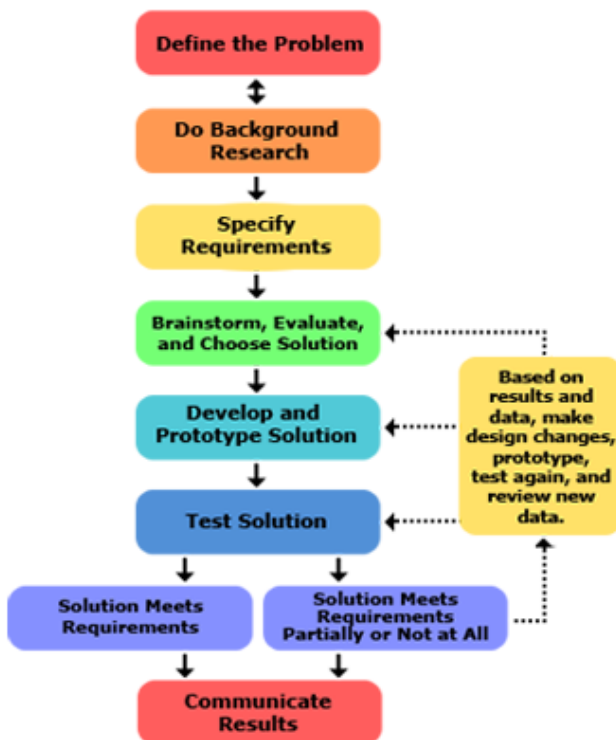 Define the Problem
Do Background
Research
Specify
Requirements
Brainstorm, Evaluate,
and Choose Solution
Develop and
Prototype Solution
Based on
results and
data, make
design changes,
prototype,
test again, and
review new
data.
Test Solution
Solution Meets
Requirements
Solution Meets
Requirements
Partially or Not at All
Communicate
Results